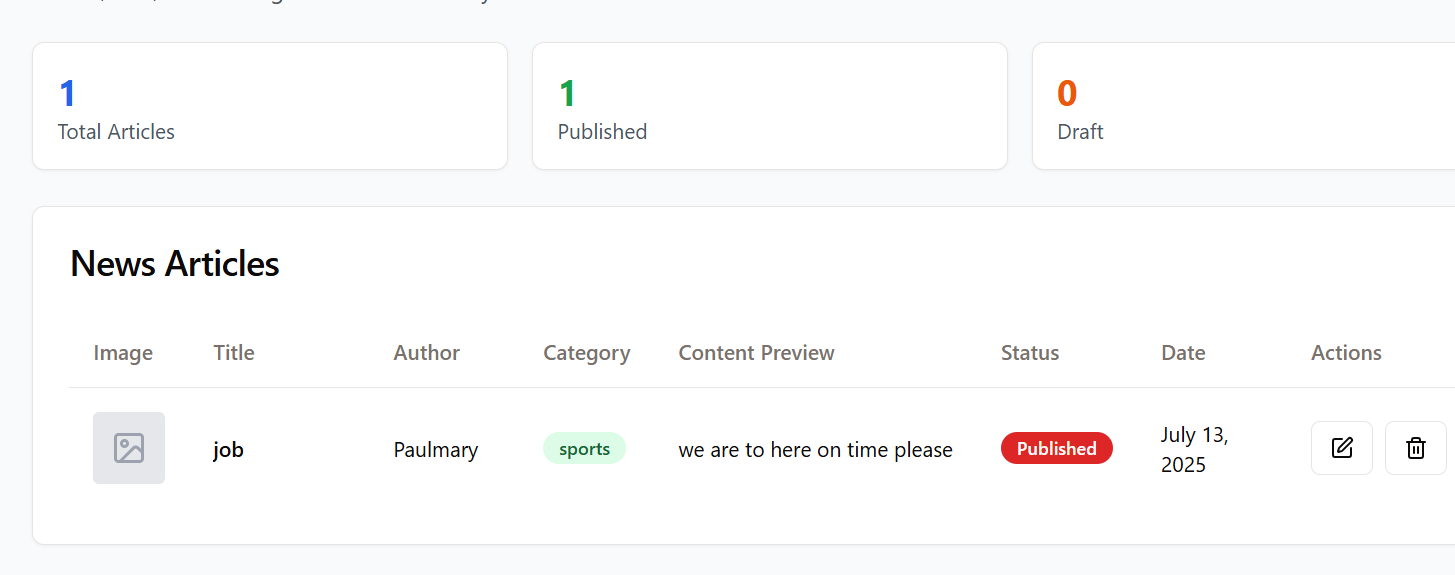 1
Total Articles
1
Published
0
Draft
News Articles
Image Title Author Category Content Preview Status Date Actions
job Paulmary sports we are to here on time please Published July 13,
2025